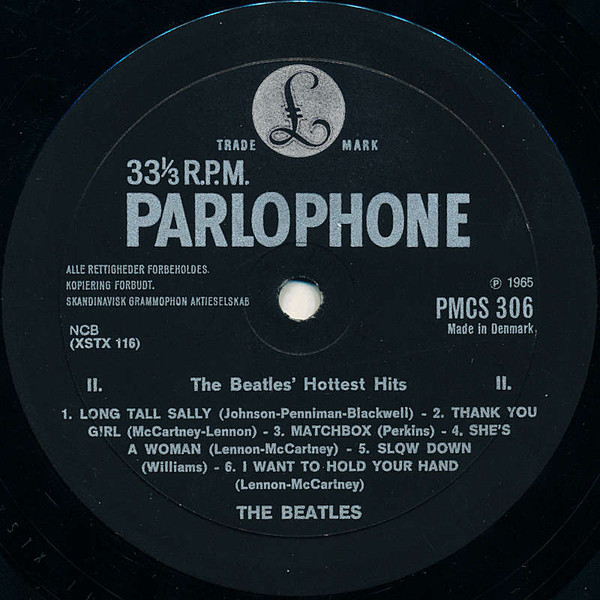 £
TRADE MARK
33⅓ R.P.M.
PARLOPHONE
ALLE RETTIGHEDER FORBEHOLDES.
KOPIERING FORBUDT.
SKANDINAVISK GRAMMOPHON AKTIESELSKAB
℗ 1965
PMCS 306
Made in Denmark.
NCB
(XSTX 116)
II. The Beatles' Hottest Hits II.
1. LONG TALL SALLY (Johnson-Penniman-Blackwell) - 2. THANK YOU
GIRL (McCartney-Lennon) - 3. MATCHBOX (Perkins) - 4. SHE'S
A WOMAN (Lennon-McCartney) - 5. SLOW DOWN
(Williams) - 6. I WANT TO HOLD YOUR HAND
(Lennon-McCartney)
THE BEATLES